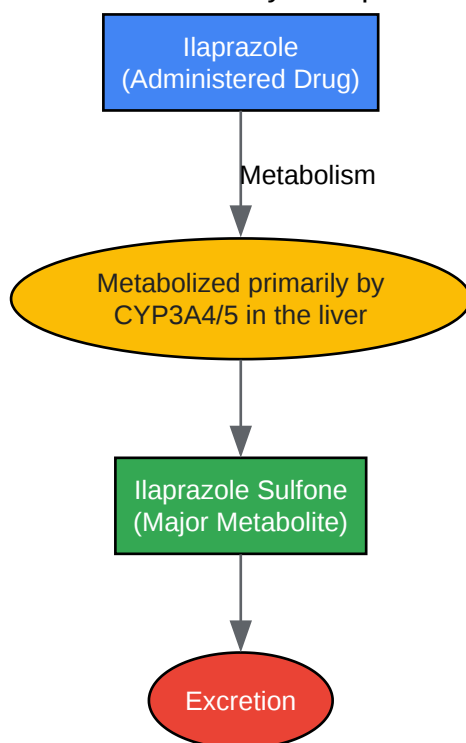 Ilaprazole
(Administered Drug)
Metabolism
Metabolized primarily by
CYP3A4/5 in the liver
Ilaprazole Sulfone
(Major Metabolite)
Excretion